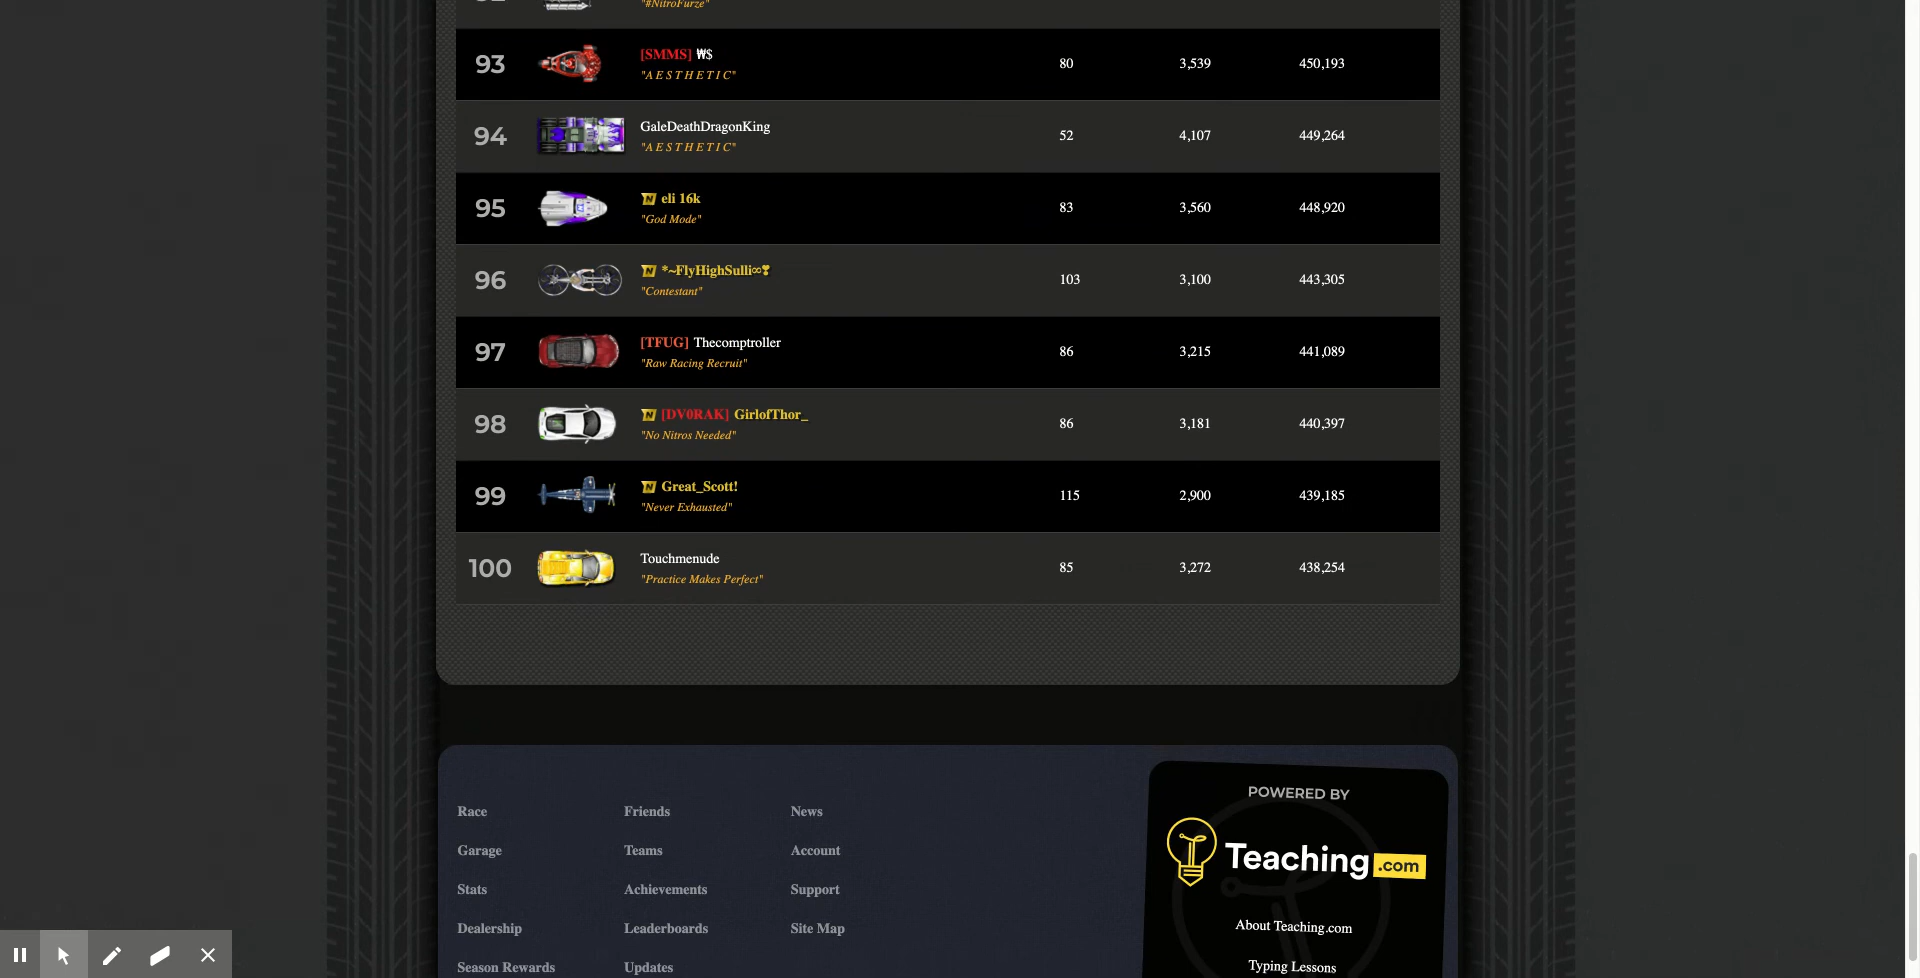 "#NitroFurze"
93
[SMMS] ₩$
"A E S T H E T I C"
80
3,539
450,193
94
GaleDeathDragonKing
"A E S T H E T I C"
52
4,107
449,264
95
N eli 16k
"God Mode"
83
3,560
448,920
96
N *~FlyHighSulli∞❣
"Contestant"
103
3,100
443,305
97
[TFUG] Thecomptroller
"Raw Racing Recruit"
86
3,215
441,089
98
N [DV0RAK] GirlofThor_
"No Nitros Needed"
86
3,181
440,397
99
N Great_Scott!
"Never Exhausted"
115
2,900
439,185
100
Touchmenude
"Practice Makes Perfect"
85
3,272
438,254
Race
Friends
News
Garage
Teams
Account
Stats
Achievements
Support
Dealership
Leaderboards
Site Map
Season Rewards
Updates
POWERED BY
Teaching.com
About Teaching.com
Typing Lessons